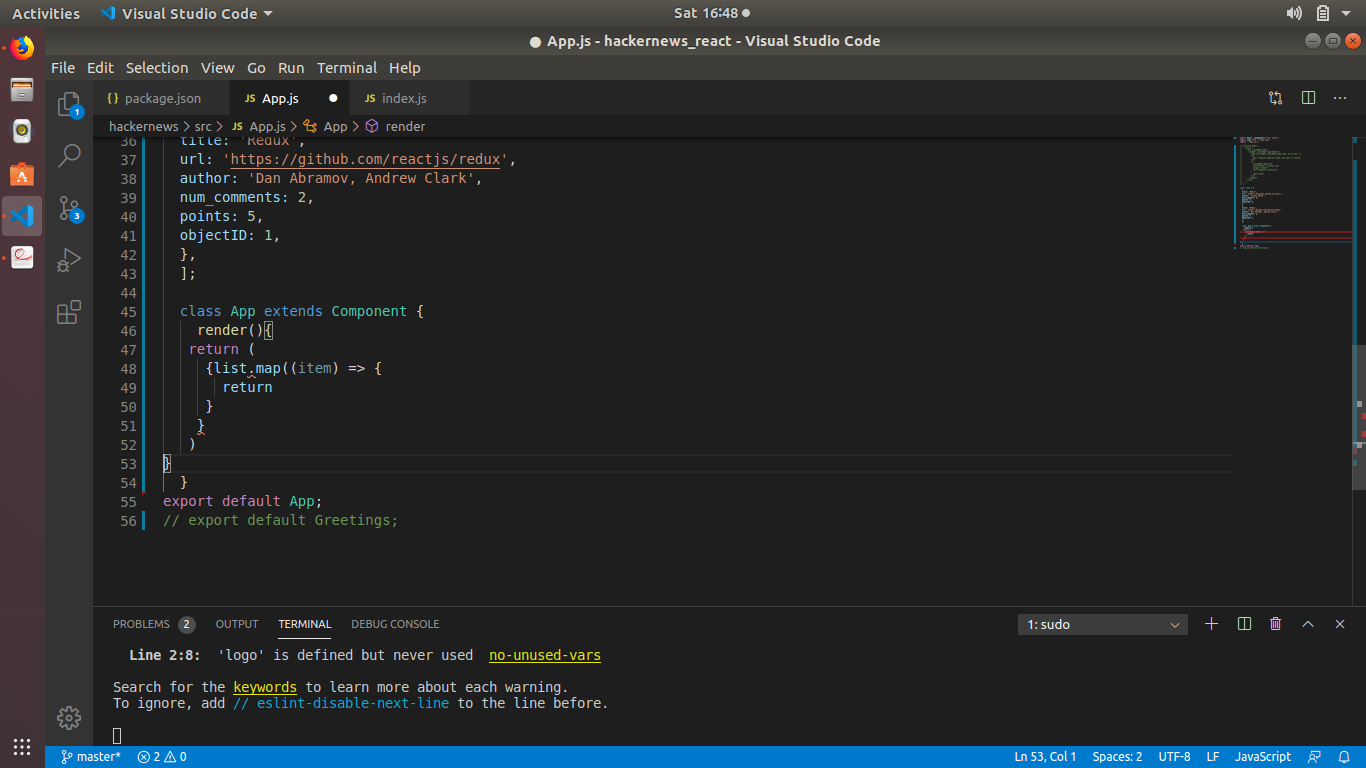 Activities Visual Studio Code Sat 16:48
App.js - hackernews_react - Visual Studio Code
File Edit Selection View Go Run Terminal Help
{} package.json JS App.js JS index.js
hackernews > src > JS App.js > App > render
36 title: 'Redux',
37 url: 'https://github.com/reactjs/redux',
38 author: 'Dan Abramov, Andrew Clark',
39 num_comments: 2,
40 points: 5,
41 objectID: 1,
42 },
43 ];
44
45 class App extends Component {
46 render(){
47 return (
48 {list.map((item) => {
49 return
50 }
51 }
52 )
53 }
54 }
55 export default App;
56 // export default Greetings;
1
3
PROBLEMS 2 OUTPUT TERMINAL DEBUG CONSOLE 1: sudo
Line 2:8: 'logo' is defined but never used no-unused-vars
Search for the keywords to learn more about each warning.
To ignore, add // eslint-disable-next-line to the line before.
master* 2 0 Ln 53, Col 1 Spaces: 2 UTF-8 LF JavaScript